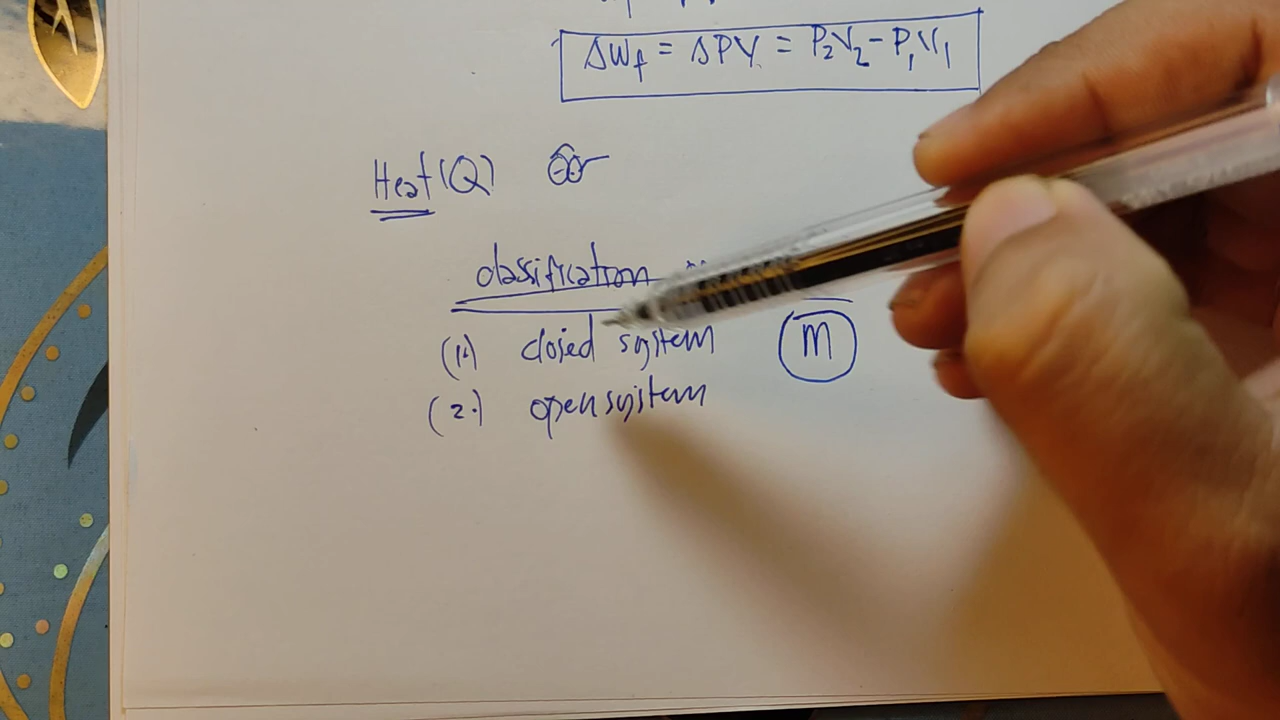 ΔWf = ΔPV = P₂V₂ - P₁V₁
Heat (Q)
classification
(1.) closed system m
(2.) open system